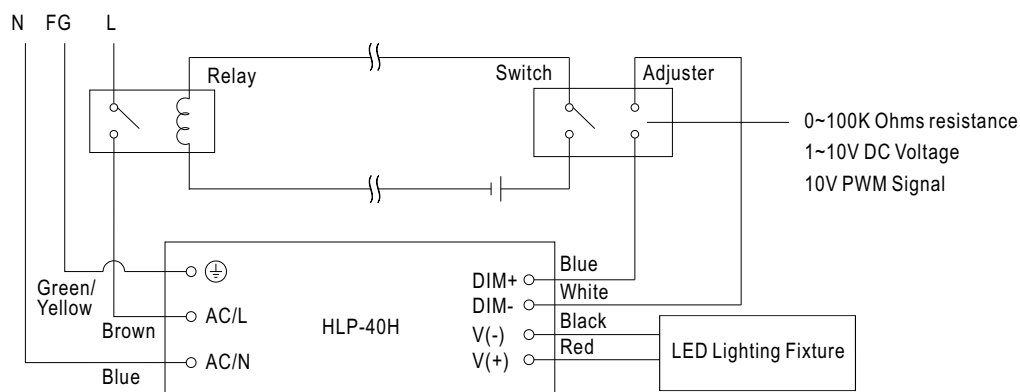 N FG L
Relay
Switch
Adjuster
0~100K Ohms resistance
1~10V DC Voltage
10V PWM Signal
Green/
Yellow
Brown
Blue
AC/L
AC/N
HLP-40H
DIM+
DIM-
V(-)
V(+)
Blue
White
Black
Red
LED Lighting Fixture